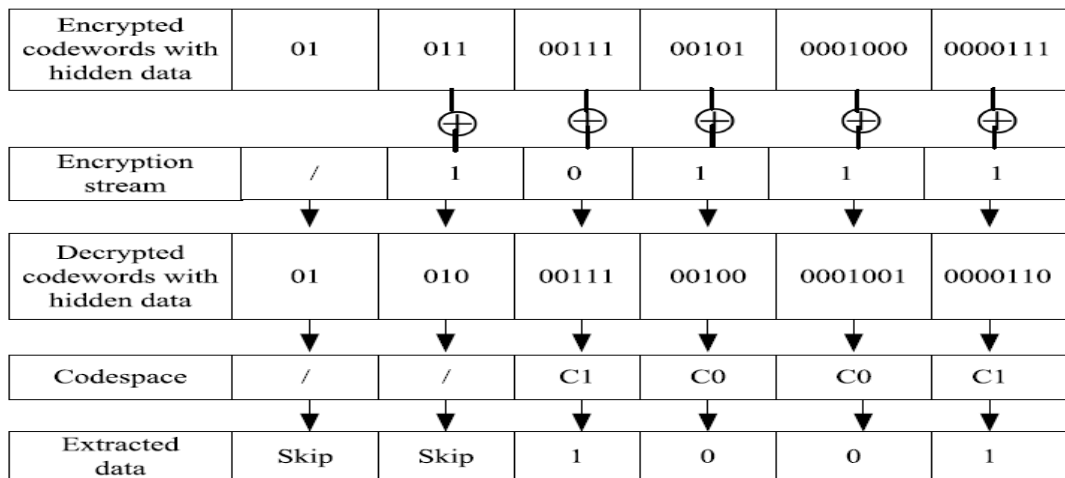 Encrypted
codewords with
hidden data
01 011 00111 00101 0001000 0000111
Encryption
stream
/ 1 0 1 1 1
Decrypted
codewords with
hidden data
01 010 00111 00100 0001001 0000110
Codespace / / C1 C0 C0 C1
Extracted
data
Skip Skip 1 0 0 1